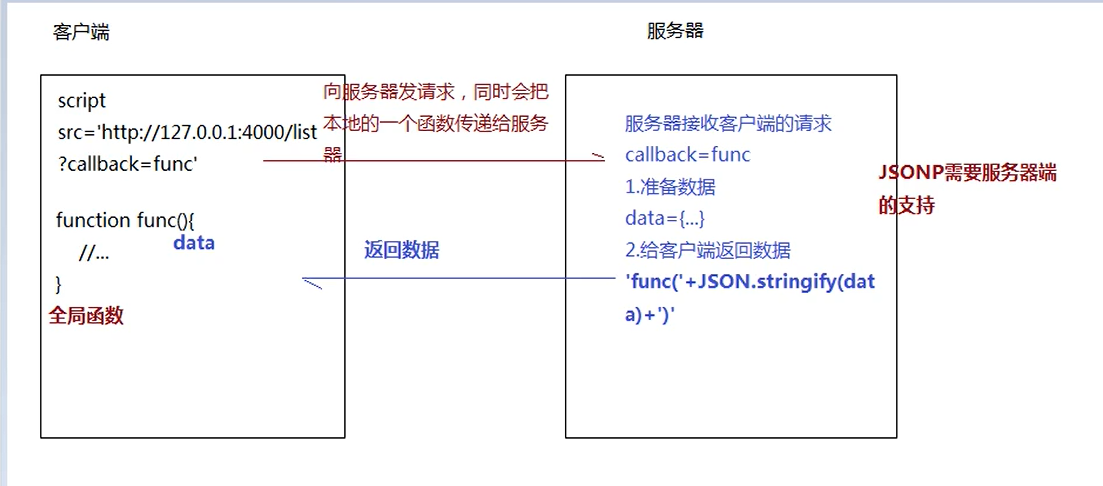 客户端
服务器
script
src='http://127.0.0.1:4000/list
?callback=func'
function func(){
data
//...
}
全局函数
向服务器发请求，同时会把
本地的一个函数传递给服务
器
返回数据
服务器接收客户端的请求
callback=func
1.准备数据
data={...}
2.给客户端返回数据
'func('+JSON.stringify(dat
a)+')'
JSONP需要服务器端
的支持